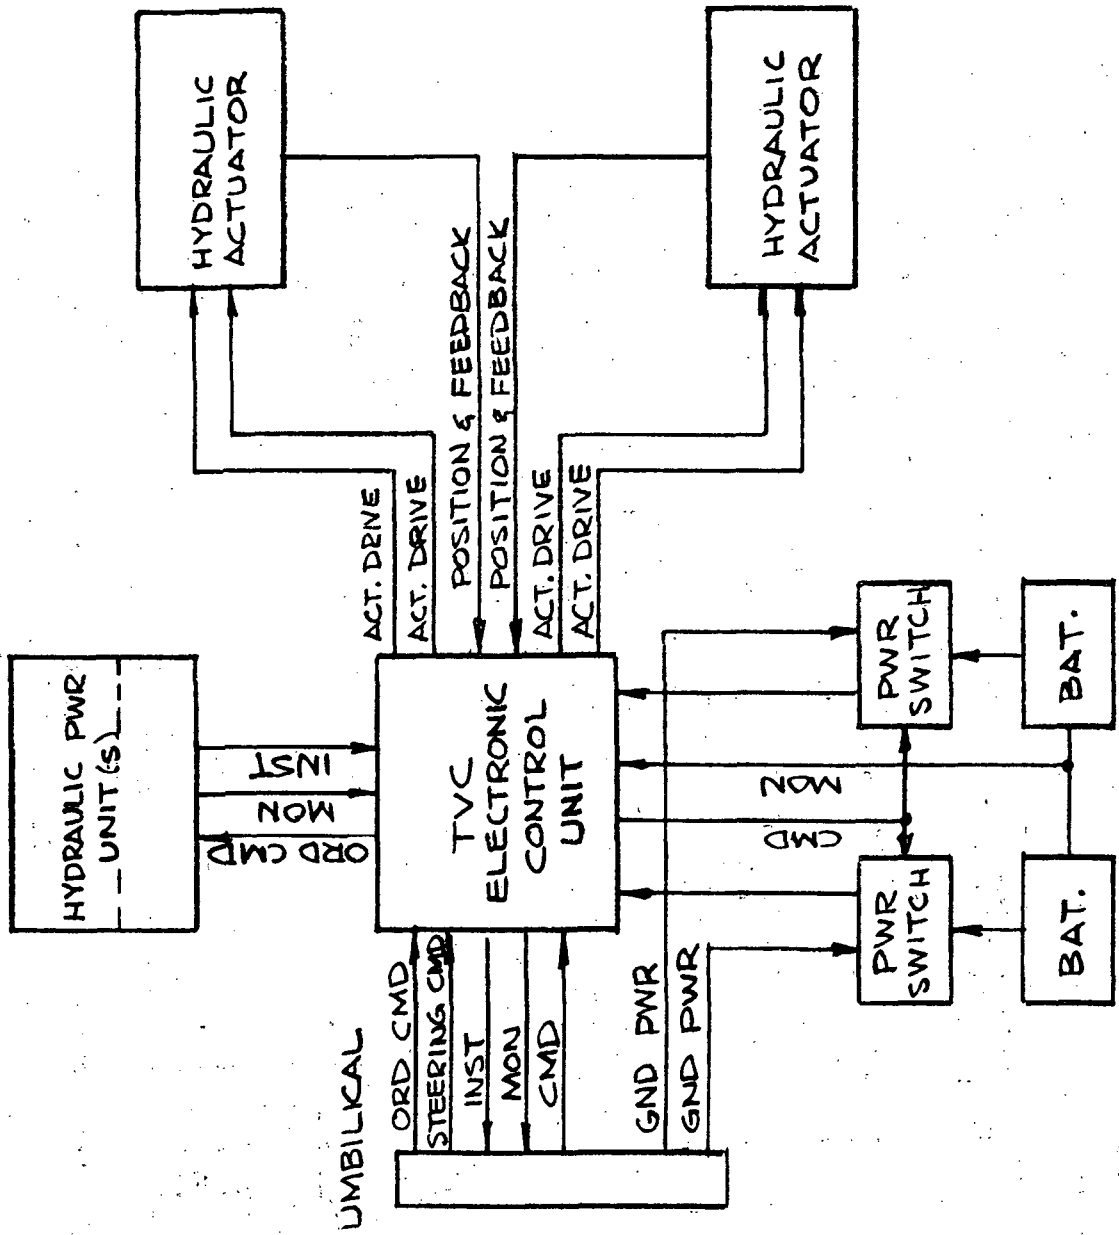 HYDRAULIC
ACTUATOR
HYDRAULIC
ACTUATOR
ACT. DRIVE
ACT. DRIVE
POSITION & FEEDBACK
POSITION & FEEDBACK
ACT. DRIVE
ACT. DRIVE
HYDRAULIC PWR
UNIT(S)
INST
MON
ORD CMD
TVC
ELECTRONIC
CONTROL
UNIT
MON
CMD
PWR
SWITCH
BAT.
PWR
SWITCH
BAT.
UMBILICAL
ORD CMD
STEERING CMD
INST
MON
CMD
GND PWR
GND PWR